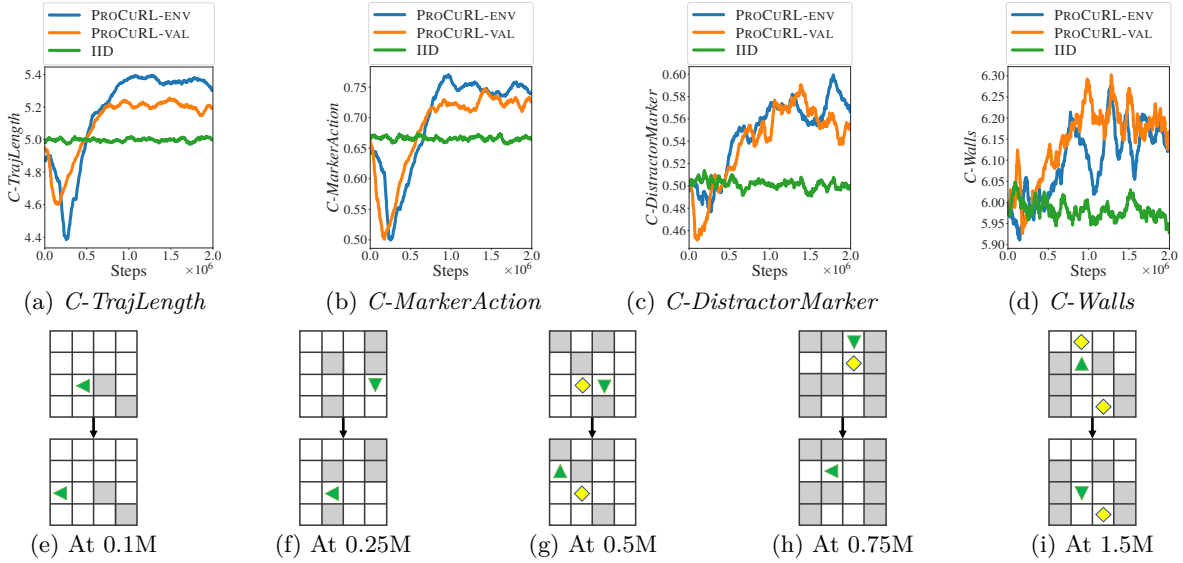 PROCURL-ENV
PROCURL-VAL
IID
PROCURL-ENV
PROCURL-VAL
IID
PROCURL-ENV
PROCURL-VAL
IID
PROCURL-ENV
PROCURL-VAL
IID
C-TrajLength
5.4
5.2
5.0
4.8
4.6
4.4
0.0 0.5 1.0 1.5 2.0
Steps ×10⁶
C-MarkerAction
0.75
0.70
0.65
0.60
0.55
0.50
0.0 0.5 1.0 1.5 2.0
Steps ×10⁶
C-DistractorMarker
0.60
0.58
0.56
0.54
0.52
0.50
0.48
0.46
0.0 0.5 1.0 1.5 2.0
Steps ×10⁶
C-Walls
6.30
6.25
6.20
6.15
6.10
6.05
6.00
5.95
5.90
0.0 0.5 1.0 1.5 2.0
Steps ×10⁶
(a) C-TrajLength
(b) C-MarkerAction
(c) C-DistractorMarker
(d) C-Walls
(e) At 0.1M
(f) At 0.25M
(g) At 0.5M
(h) At 0.75M
(i) At 1.5M